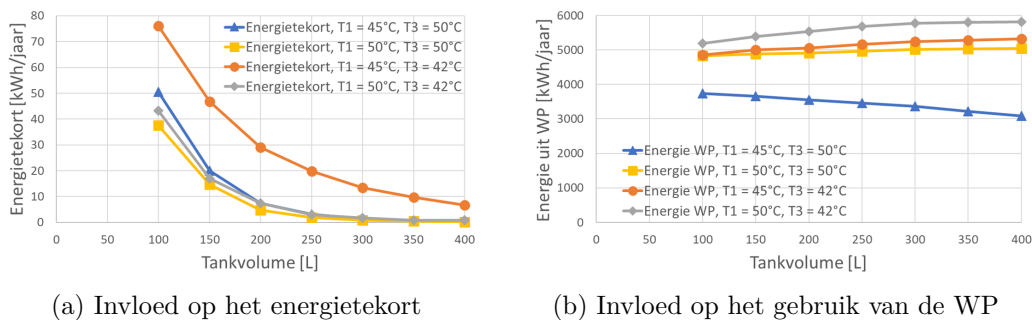 80
70
60
50
40
30
20
10
0
Energietekort [kWh/jaar]
Energietekort, T1 = 45°C, T3 = 50°C
Energietekort, T1 = 50°C, T3 = 50°C
Energietekort, T1 = 45°C, T3 = 42°C
Energietekort, T1 = 50°C, T3 = 42°C
0 50 100 150 200 250 300 350 400
Tankvolume [L]
(a) Invloed op het energietekort
6000
5000
4000
3000
2000
1000
0
Energie uit WP [kWh/jaar]
Energie WP, T1 = 45°C, T3 = 50°C
Energie WP, T1 = 50°C, T3 = 50°C
Energie WP, T1 = 45°C, T3 = 42°C
Energie WP, T1 = 50°C, T3 = 42°C
0 50 100 150 200 250 300 350 400
Tankvolume [L]
(b) Invloed op het gebruik van de WP